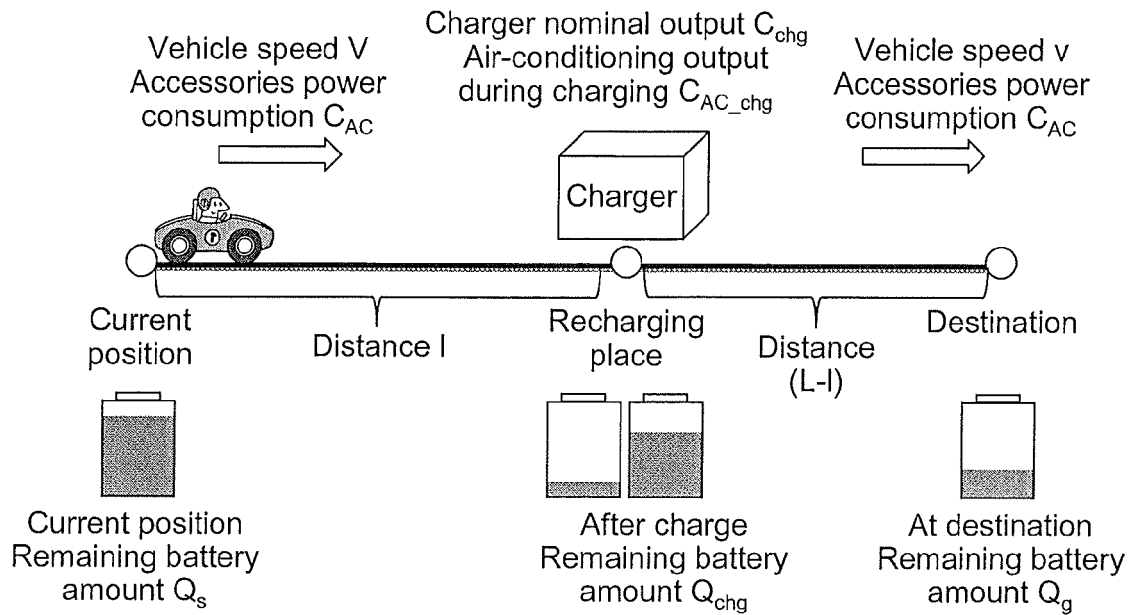 Vehicle speed V
Accessories power
consumption C_AC
Charger nominal output C_chg
Air-conditioning output
during charging C_AC_chg
Vehicle speed v
Accessories power
consumption C_AC
Charger
Current
position
Distance l
Recharging
place
Distance
(L-l)
Destination
Current position
Remaining battery
amount Q_s
After charge
Remaining battery
amount Q_chg
At destination
Remaining battery
amount Q_g